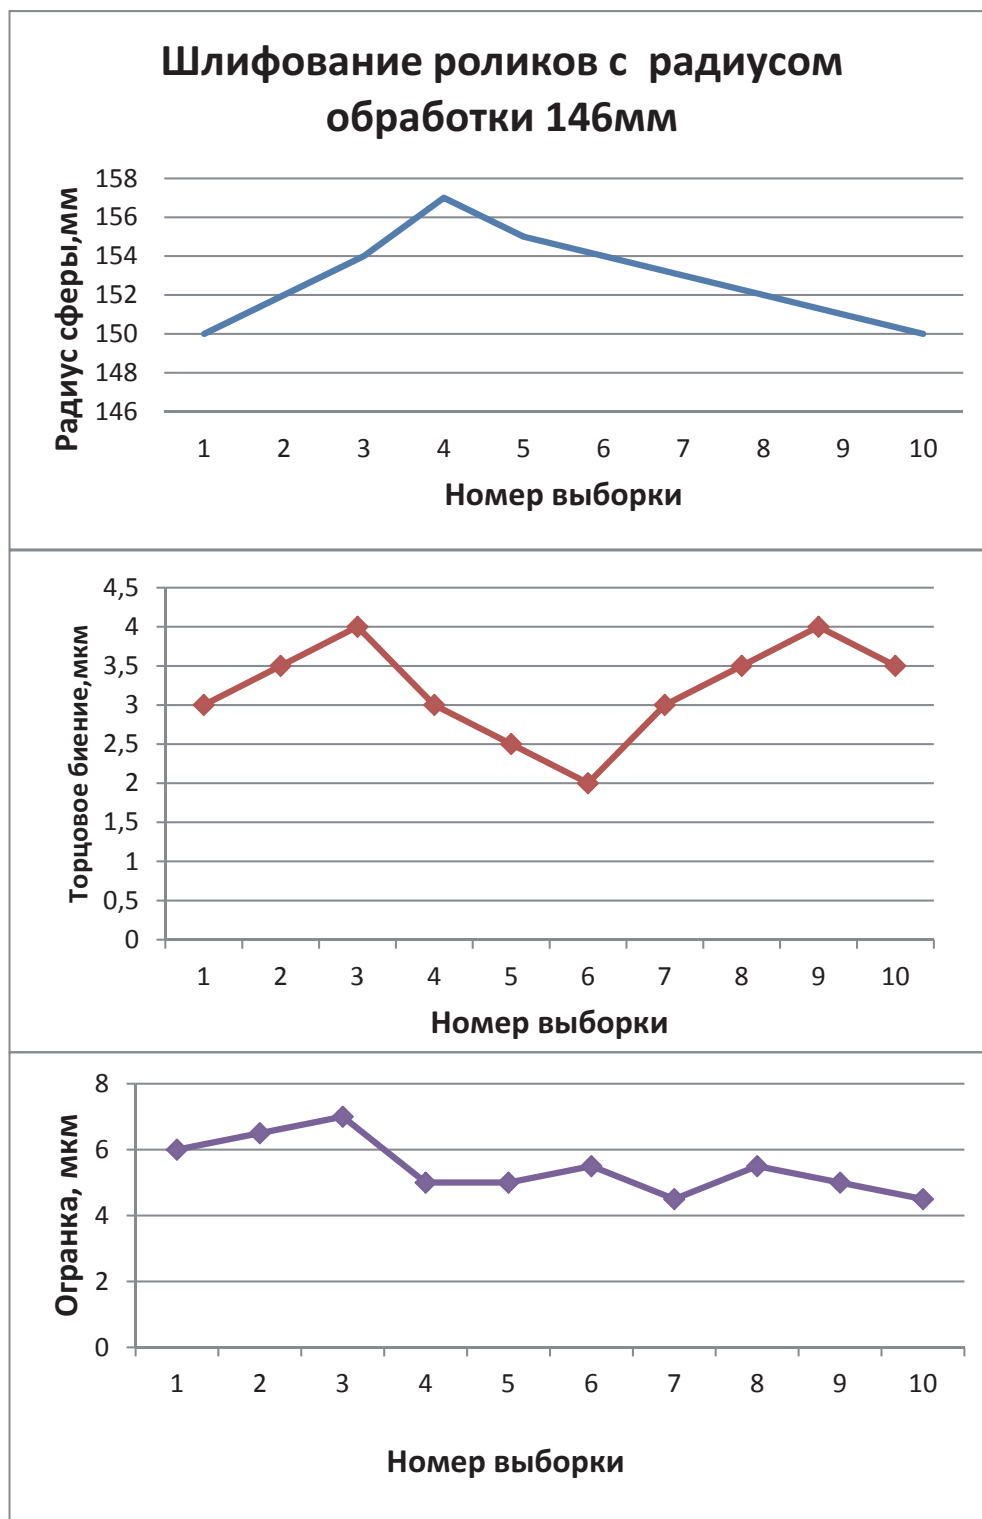 Шлифование роликов с радиусом
обработки 146мм
Радиус сферы,мм
158
156
154
152
150
148
146
1 2 3 4 5 6 7 8 9 10
Номер выборки
Торцовое биение,мкм
4,5
4
3,5
3
2,5
2
1,5
1
0,5
0
1 2 3 4 5 6 7 8 9 10
Номер выборки
Огранка, мкм
8
6
4
2
0
1 2 3 4 5 6 7 8 9 10
Номер выборки